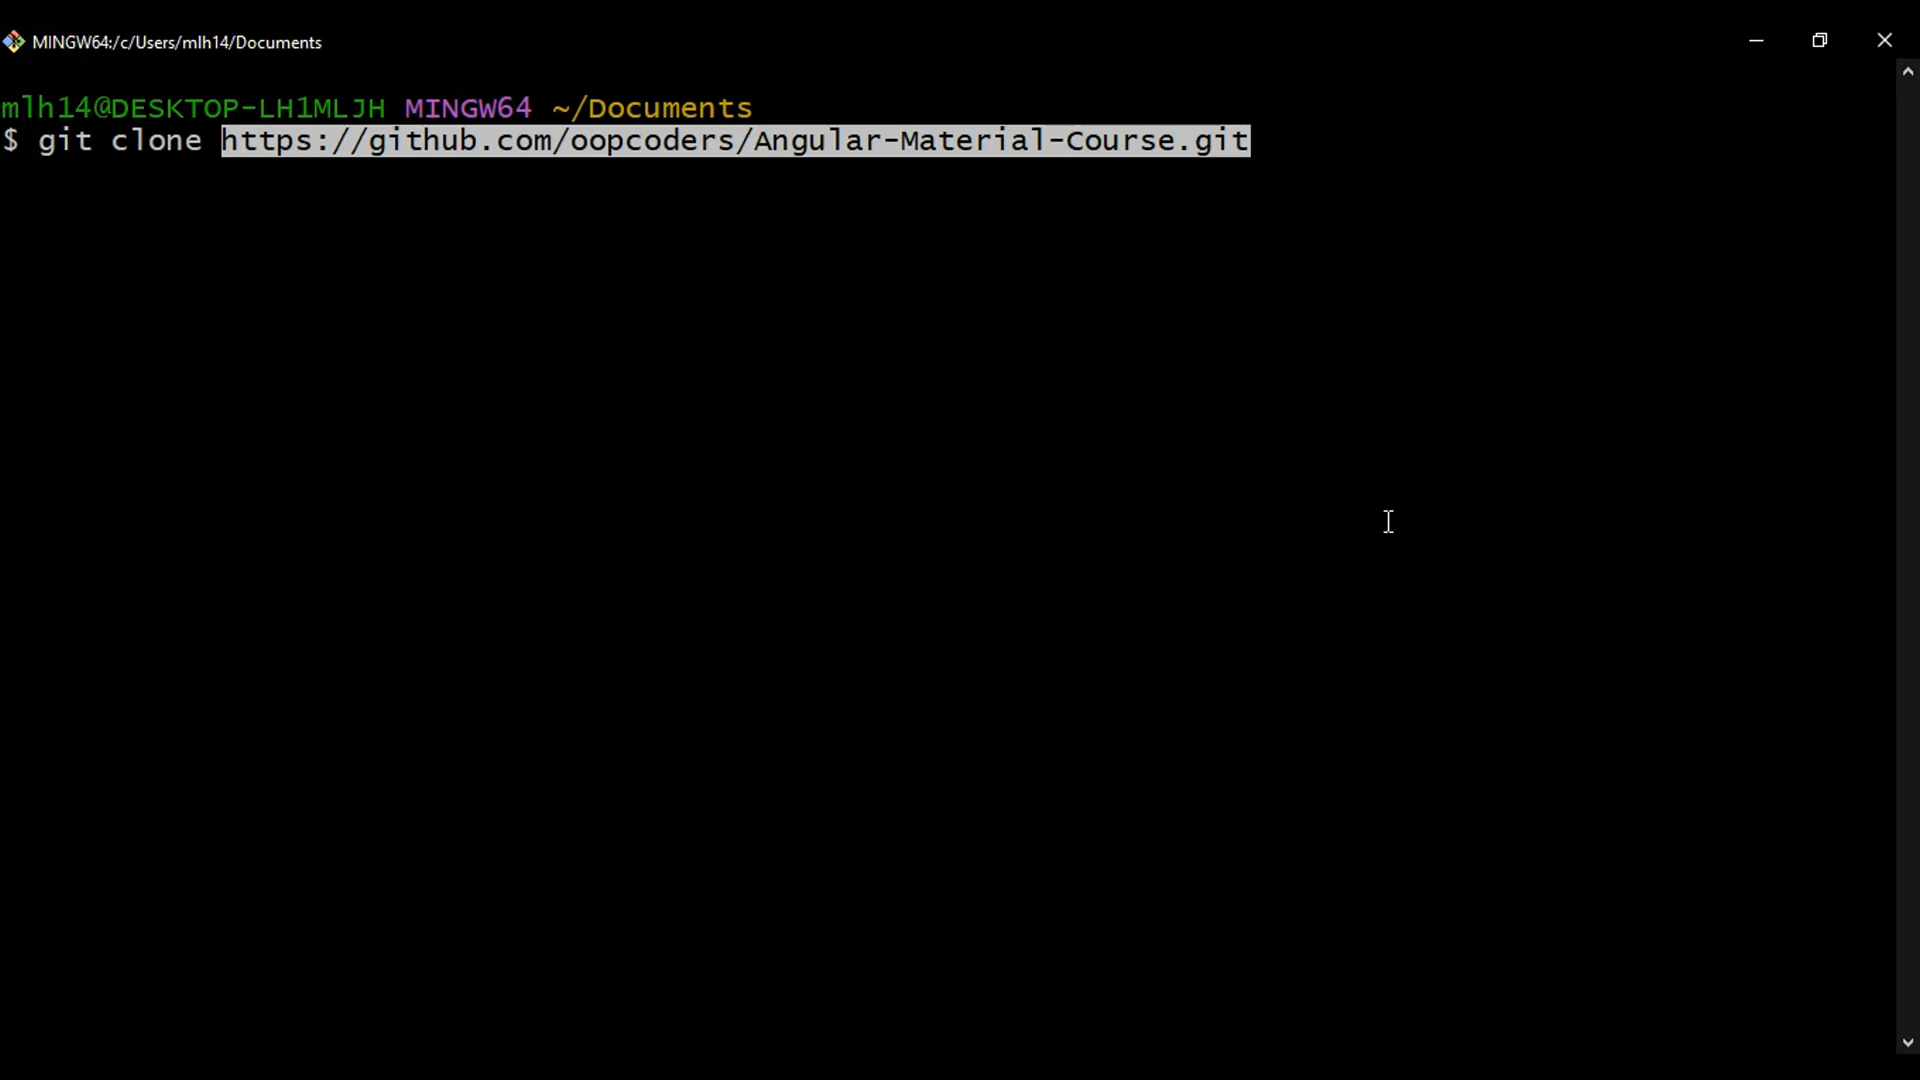 MINGW64:/c/Users/mlh14/Documents
mlh14@DESKTOP-LH1MLJH MINGW64 ~/Documents
$ git clone https://github.com/oopcoders/Angular-Material-Course.git